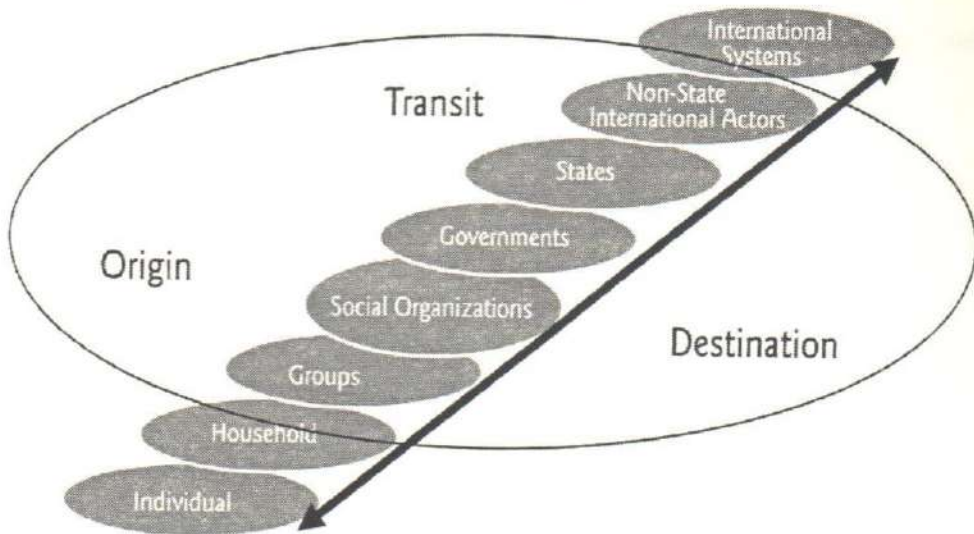 International
Systems
Non-State
International Actors
Transit
States
Governments
Origin
Social Organizations
Destination
Groups
Household
Individual